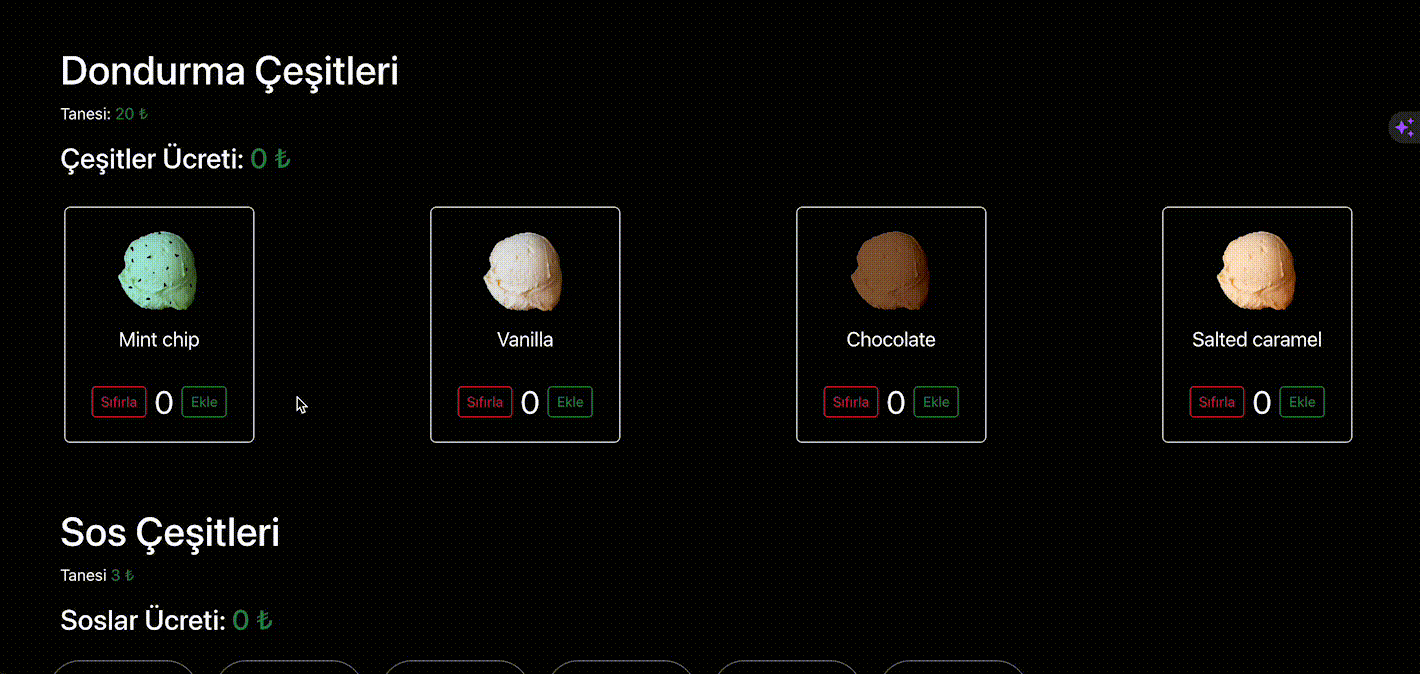 Dondurma Çeşitleri
Tanesi: 20 ₺
Çeşitler Ücreti: 0 ₺
Mint chip
Vanilla
Chocolate
Salted caramel
Sıfırla 0 Ekle
Sıfırla 0 Ekle
Sıfırla 0 Ekle
Sıfırla 0 Ekle
Sos Çeşitleri
Tanesi 3 ₺
Soslar Ücreti: 0 ₺